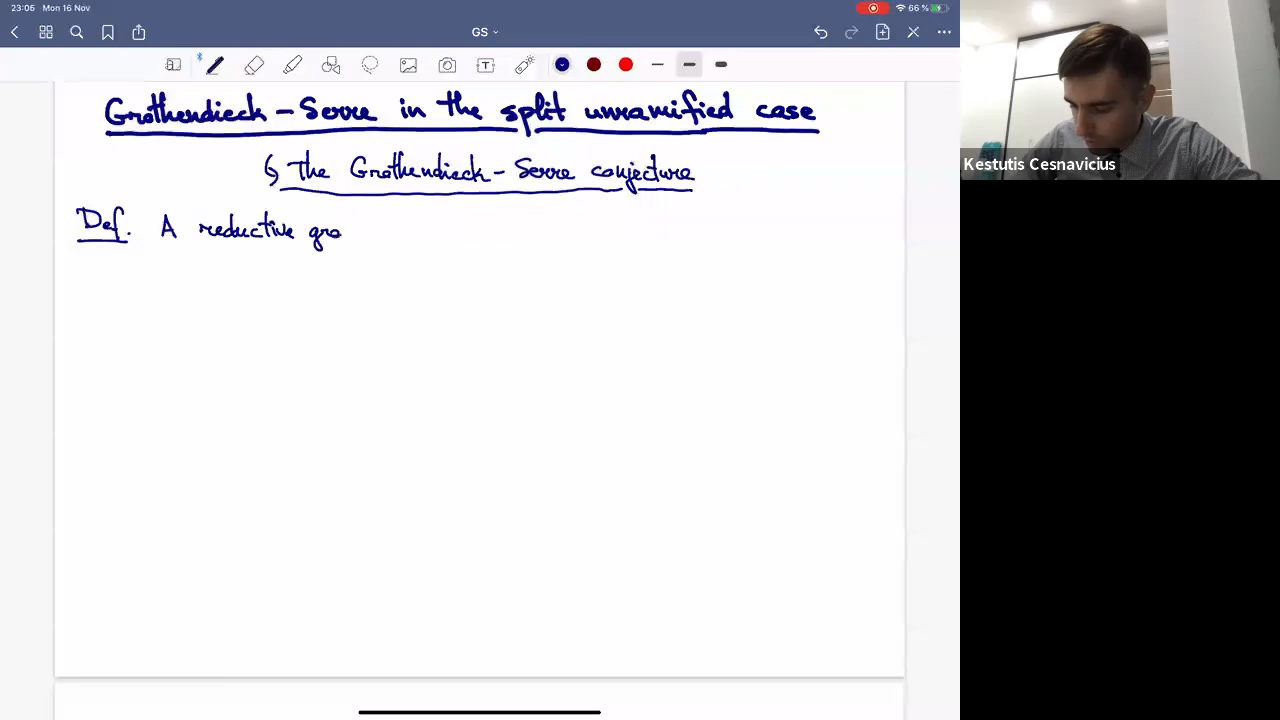 23:05 Mon 16 Nov
66 %
GS
T
Grothendieck - Serre in the split unramified case
§ The Grothendieck - Serre conjecture
Def. A reductive gro
Kestutis Cesnavicius